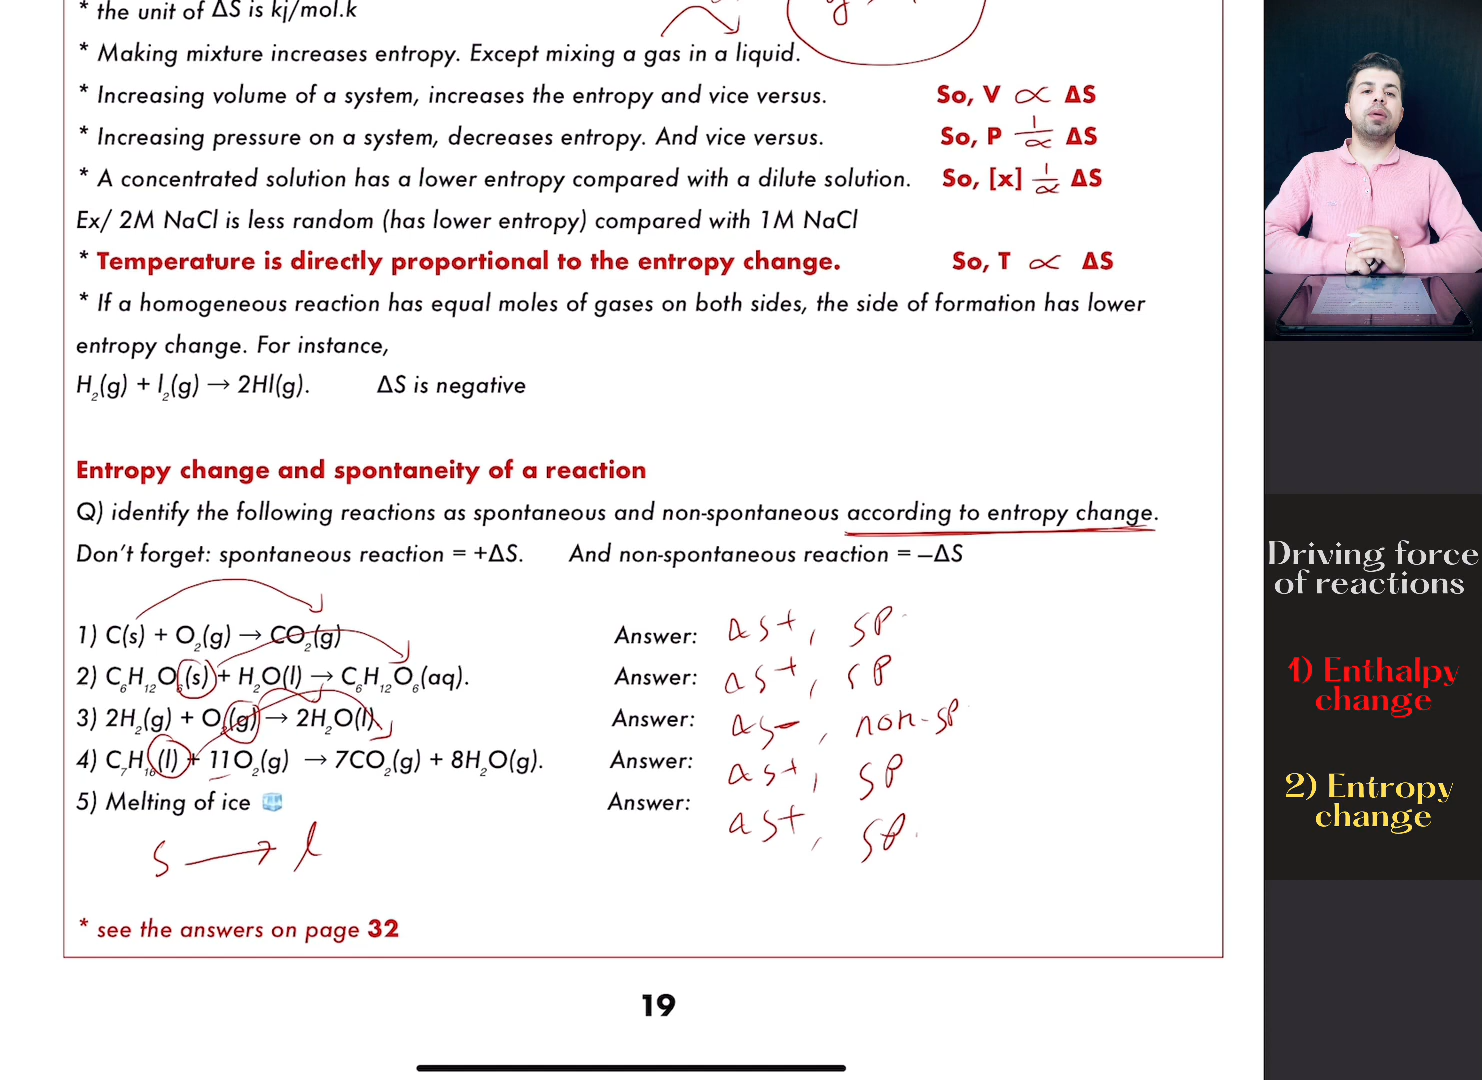 * the unit of ΔS is kj/mol.k
* Making mixture increases entropy. Except mixing a gas in a liquid.
* Increasing volume of a system, increases the entropy and vice versus. So, V ∝ ΔS
* Increasing pressure on a system, decreases entropy. And vice versus. So, P 1/∝ ΔS
* A concentrated solution has a lower entropy compared with a dilute solution. So, [x] 1/∝ ΔS
Ex/ 2M NaCl is less random (has lower entropy) compared with 1M NaCl
* Temperature is directly proportional to the entropy change. So, T ∝ ΔS
* If a homogeneous reaction has equal moles of gases on both sides, the side of formation has lower
entropy change. For instance,
H₂(g) + I₂(g) → 2HI(g). ΔS is negative
Entropy change and spontaneity of a reaction
Q) identify the following reactions as spontaneous and non-spontaneous according to entropy change.
Don't forget: spontaneous reaction = +ΔS. And non-spontaneous reaction = –ΔS
1) C(s) + O₂(g) → CO₂(g) Answer: ΔS+, SP.
2) C₆H₁₂O₆(s) + H₂O(l) → C₆H₁₂O₆(aq). Answer: ΔS+, SP
3) 2H₂(g) + O₂(g) → 2H₂O(l) Answer: ΔS-, non-SP.
4) C₇H₁₆(l) + 11O₂(g) → 7CO₂(g) + 8H₂O(g). Answer: ΔS+, SP
5) Melting of ice 🧊 Answer: ΔS+, SP.
S → l
* see the answers on page 32
19
Driving force
of reactions
1) Enthalpy
change
2) Entropy
change